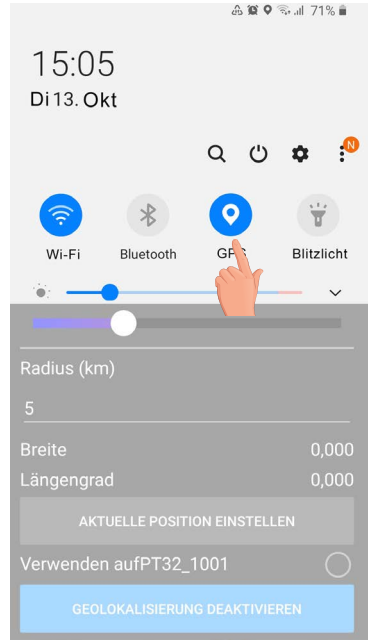 71%
15:05
Di 13. Okt
N
Wi-Fi Bluetooth GPS Blitzlicht
Radius (km)
5
Breite 0,000
Längengrad 0,000
AKTUELLE POSITION EINSTELLEN
Verwenden aufPT32_1001
GEOLOKALISIERUNG DEAKTIVIEREN